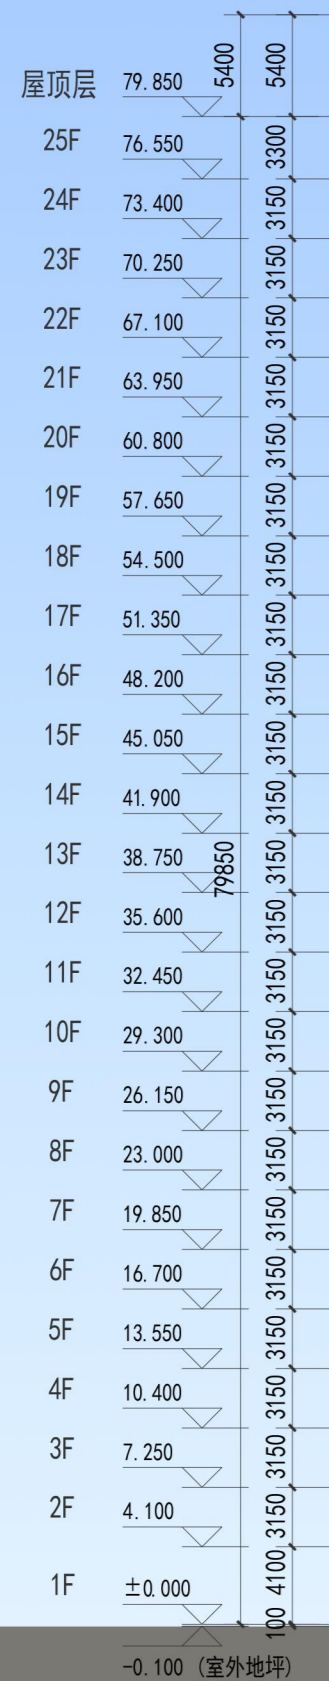 5400 5400
屋顶层 79.850
3300
25F 76.550
3150
24F 73.400
3150
23F 70.250
3150
22F 67.100
3150
21F 63.950
3150
20F 60.800
3150
19F 57.650
3150
18F 54.500
3150
17F 51.350
3150
16F 48.200
3150
15F 45.050
3150
14F 41.900
79850 3150
13F 38.750
3150
12F 35.600
3150
11F 32.450
3150
10F 29.300
3150
9F 26.150
3150
8F 23.000
3150
7F 19.850
3150
6F 16.700
3150
5F 13.550
3150
4F 10.400
3150
3F 7.250
3150
2F 4.100
4100
1F ±0.000
100
-0.100 (室外地坪)